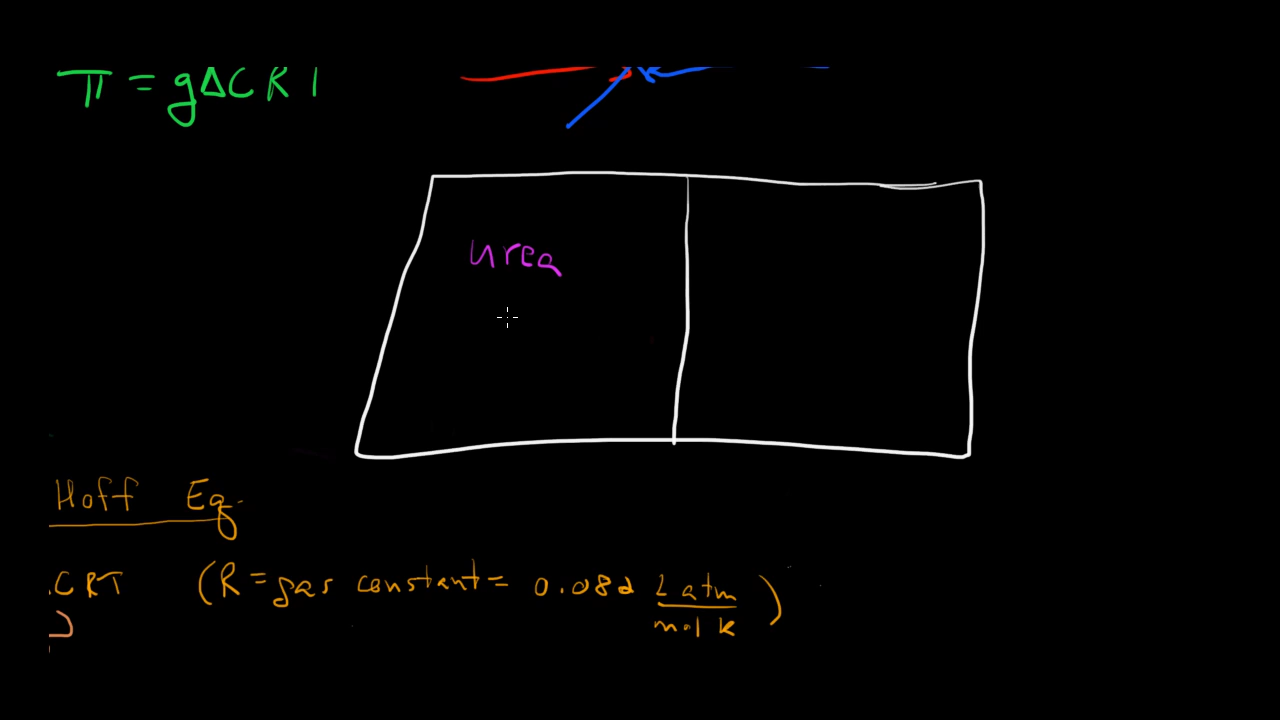 π = gΔCRT
urea
Hoff Eq.
.CRT (R = gas constant = 0.082 L atm
mol K )